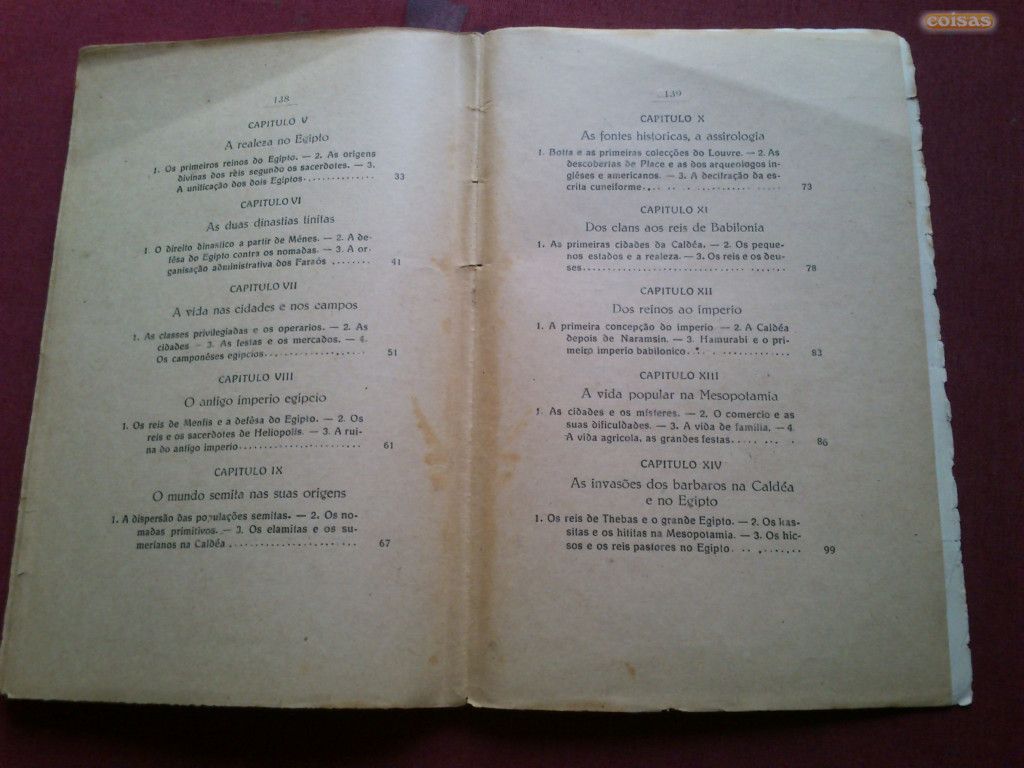 coisas
138
CAPITULO V
A realeza no Egipto
1. Os primeiros reinos do Egipto. — 2. As origens
divinas dos rèis segundo os sacerdotes. — 3.
A unificação dos dois Egiptos............... 33
CAPITULO VI
As duas dinastias tinitas
1 O direito dinastico a partir de Ménes. — 2. A de-
fêsa do Egipto contra os nomadas. — 3. A or-
ganisação administrativa dos Faraós ........ 41
CAPITULO VII
A vida nas cidades e nos campos
1. As classes privilegiadas e os operarios. — 2. As
cidades — 3. As festas e os mercados. — 4.
Os camponêses egipcios.................... 51
CAPITULO VIII
O antigo imperio egipcio
1. Os reis de Menfis e a defêsa do Egipto. — 2. Os
reis e os sacerdotes de Heliopolis. — 3. A rui-
na do antigo imperio...................... 61
CAPITULO IX
O mundo semita nas suas origens
1. A dispersão das populações semitas. — 2. Os no-
madas primitivos. — 3. Os elamitas e os su-
merianos na Caldéa ...................... 67
139
CAPITULO X
As fontes historicas, a assirologia
1. Botta e as primeiras colecções do Louvre. — 2. As
descobertas de Place e as dos arqueologos in-
glêses e americanos — 3. A decifração da es-
crita cuneiforme.................... 73
CAPITULO XI
Dos clans aos reis de Babilonia
1. As primeiras cidades da Caldéa. — 2. Os peque-
nos estados e a realeza. — 3. Os reis e os deu-
ses.................................. 78
CAPITULO XII
Dos reinos ao imperio
1. A primeira concepção do imperio — 2. A Caldéa
depois de Naramsin. — 3. Hamurabi e o pri-
meiro imperio babilonico................ 83
CAPITULO XIII
A vida popular na Mesopotamia
1. As cidades e os misteres. — 2. O comercio e as
suas dificuldades. — 3. A vida de familia. — 4
A vida agricola, as grandes festas.......... 86
CAPITULO XIV
As invasões dos barbaros na Caldéa
e no Egipto
1. Os reis de Thebas e o grande Egipto. — 2. Os kas-
sitas e os hititas na Mesopotamia. — 3. Os hic-
sos e os reis pastores no Egipto........... 99